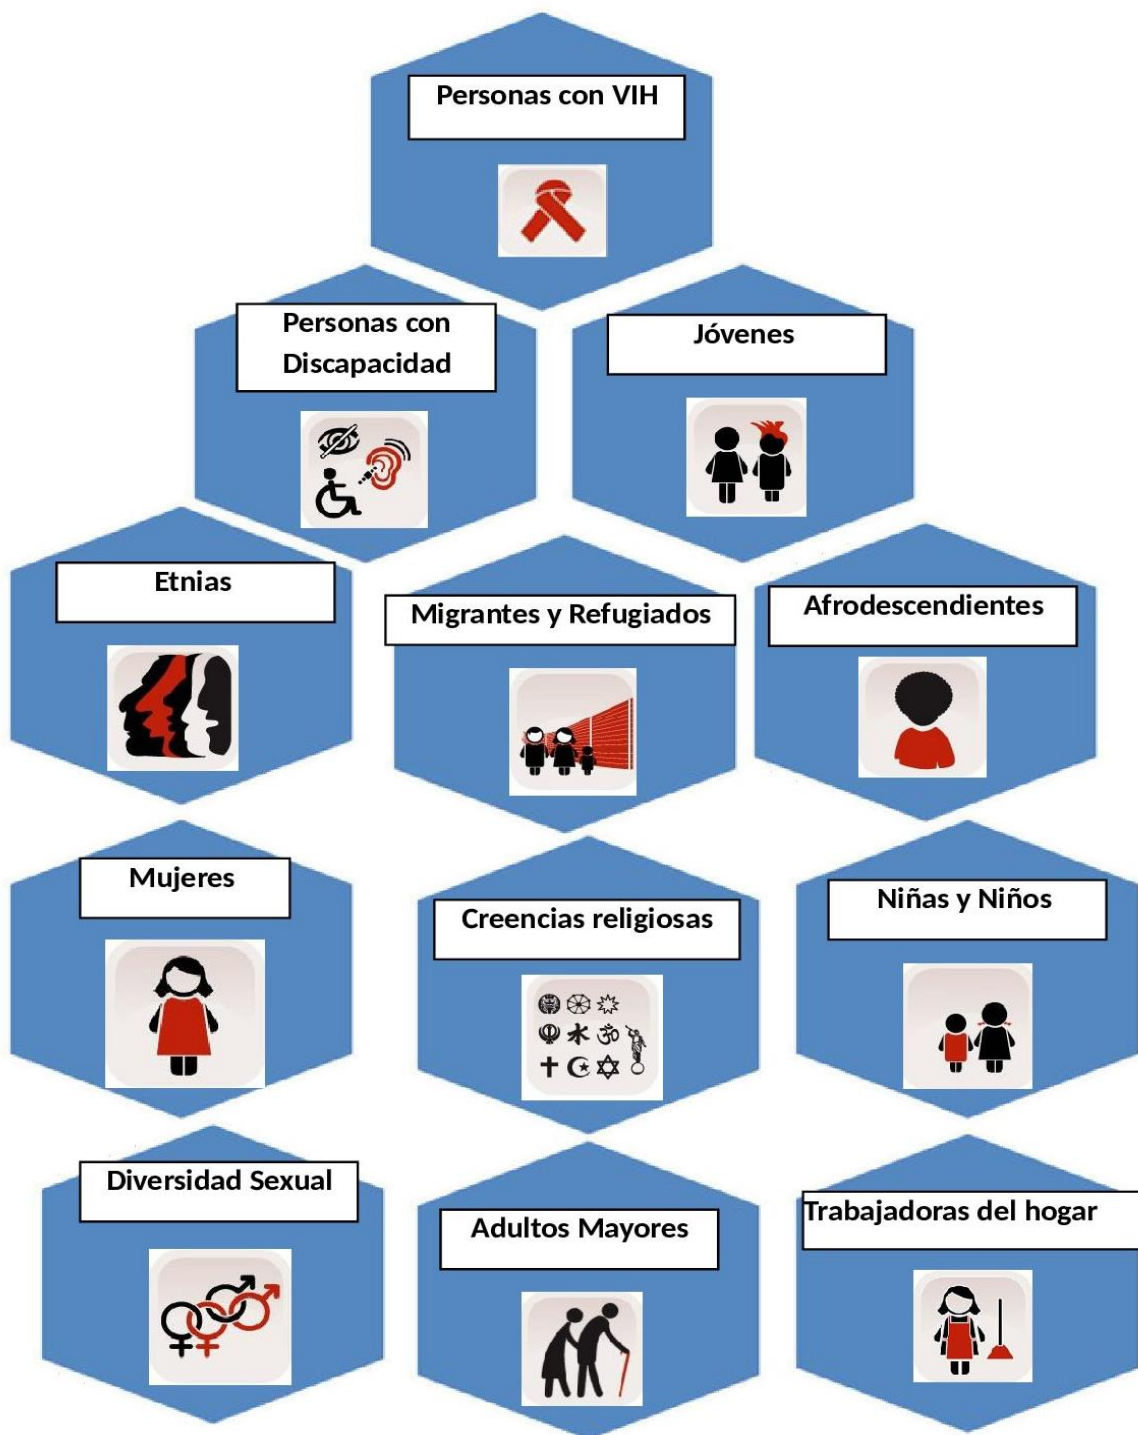 Personas con VIH
Personas con
Discapacidad
Jóvenes
Etnias
Migrantes y Refugiados
Afrodescendientes
Mujeres
Creencias religiosas
Niñas y Niños
Diversidad Sexual
Adultos Mayores
Trabajadoras del hogar